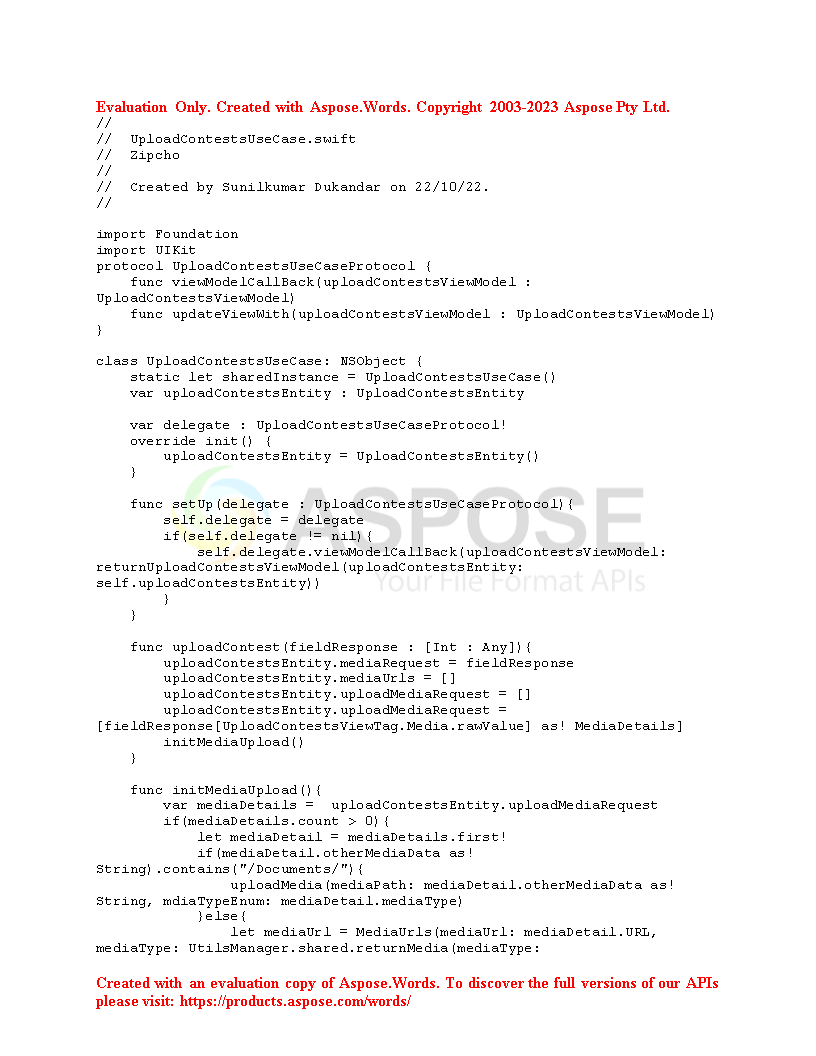 Evaluation Only. Created with Aspose.Words. Copyright 2003-2023 Aspose Pty Ltd.
//
//  UploadContestsUseCase.swift
//  Zipcho
//
//  Created by Sunilkumar Dukandar on 22/10/22.
//

import Foundation
import UIKit
protocol UploadContestsUseCaseProtocol {
    func viewModelCallBack(uploadContestsViewModel :
UploadContestsViewModel)
    func updateViewWith(uploadContestsViewModel : UploadContestsViewModel)
}

class UploadContestsUseCase: NSObject {
    static let sharedInstance = UploadContestsUseCase()
    var uploadContestsEntity : UploadContestsEntity

    var delegate : UploadContestsUseCaseProtocol!
    override init() {
        uploadContestsEntity = UploadContestsEntity()
    }

    func setUp(delegate : UploadContestsUseCaseProtocol){
        self.delegate = delegate
        if(self.delegate != nil){
            self.delegate.viewModelCallBack(uploadContestsViewModel:
returnUploadContestsViewModel(uploadContestsEntity:
self.uploadContestsEntity))
        }
    }

    func uploadContest(fieldResponse : [Int : Any]){
        uploadContestsEntity.mediaRequest = fieldResponse
        uploadContestsEntity.mediaUrls = []
        uploadContestsEntity.uploadMediaRequest = []
        uploadContestsEntity.uploadMediaRequest =
[fieldResponse[UploadContestsViewTag.Media.rawValue] as! MediaDetails]
        initMediaUpload()
    }

    func initMediaUpload(){
        var mediaDetails =  uploadContestsEntity.uploadMediaRequest
        if(mediaDetails.count > 0){
            let mediaDetail = mediaDetails.first!
            if(mediaDetail.otherMediaData as!
String).contains("/Documents/"){
                uploadMedia(mediaPath: mediaDetail.otherMediaData as!
String, mdiaTypeEnum: mediaDetail.mediaType)
            }else{
                let mediaUrl = MediaUrls(mediaUrl: mediaDetail.URL,
mediaType: UtilsManager.shared.returnMedia(mediaType:
ASPOSE
Your File Format APIs
Created with an evaluation copy of Aspose.Words. To discover the full versions of our APIs
please visit: https://products.aspose.com/words/